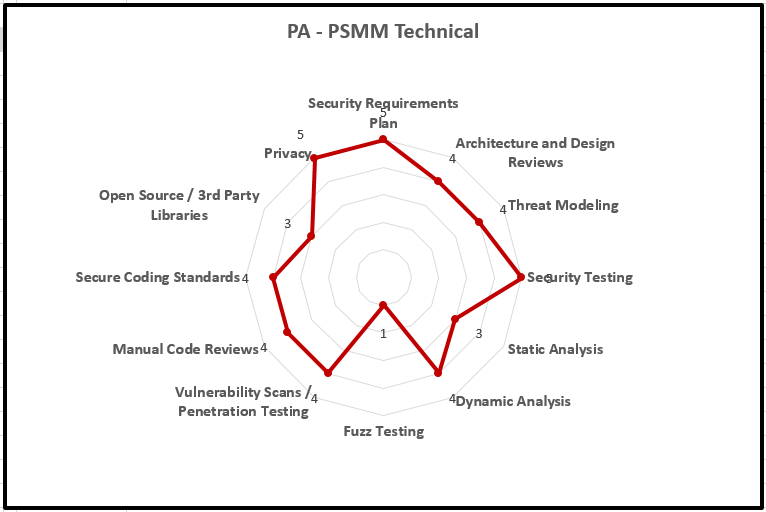 PA - PSMM Technical
Security Requirements
Plan
5
Architecture and Design
Reviews
4
Threat Modeling
4
Security Testing
5
Static Analysis
3
Dynamic Analysis
4
Fuzz Testing
1
Vulnerability Scans /
Penetration Testing
4
Manual Code Reviews
4
Secure Coding Standards
4
Open Source / 3rd Party
Libraries
3
Privacy
5